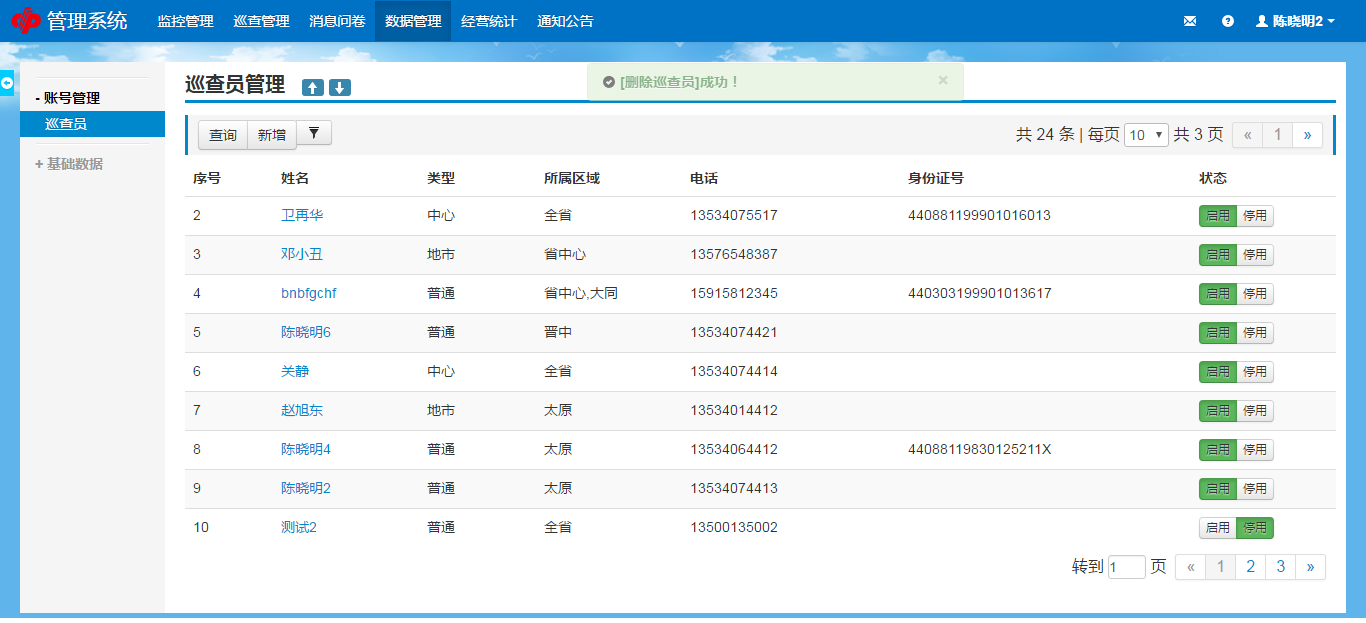 管理系统 监控管理 巡查管理 消息问卷 数据管理 经营统计 通知公告 陈晓明2
- 账号管理
巡查员
+ 基础数据
巡查员管理
[删除巡查员]成功！ ×
查询 新增 共 24 条 | 每页 10 共 3 页 « 1 »
序号 姓名 类型 所属区域 电话 身份证号 状态
2 卫再华 中心 全省 13534075517 440881199901016013 启用 停用
3 邓小丑 地市 省中心 13576548387 启用 停用
4 bnbfgchf 普通 省中心,大同 15915812345 440303199901013617 启用 停用
5 陈晓明6 普通 晋中 13534074421 启用 停用
6 关静 中心 全省 13534074414 启用 停用
7 赵旭东 地市 太原 13534014412 启用 停用
8 陈晓明4 普通 太原 13534064412 44088119830125211X 启用 停用
9 陈晓明2 普通 太原 13534074413 启用 停用
10 测试2 普通 全省 13500135002 启用 停用
转到 1 页 « 1 2 3 »